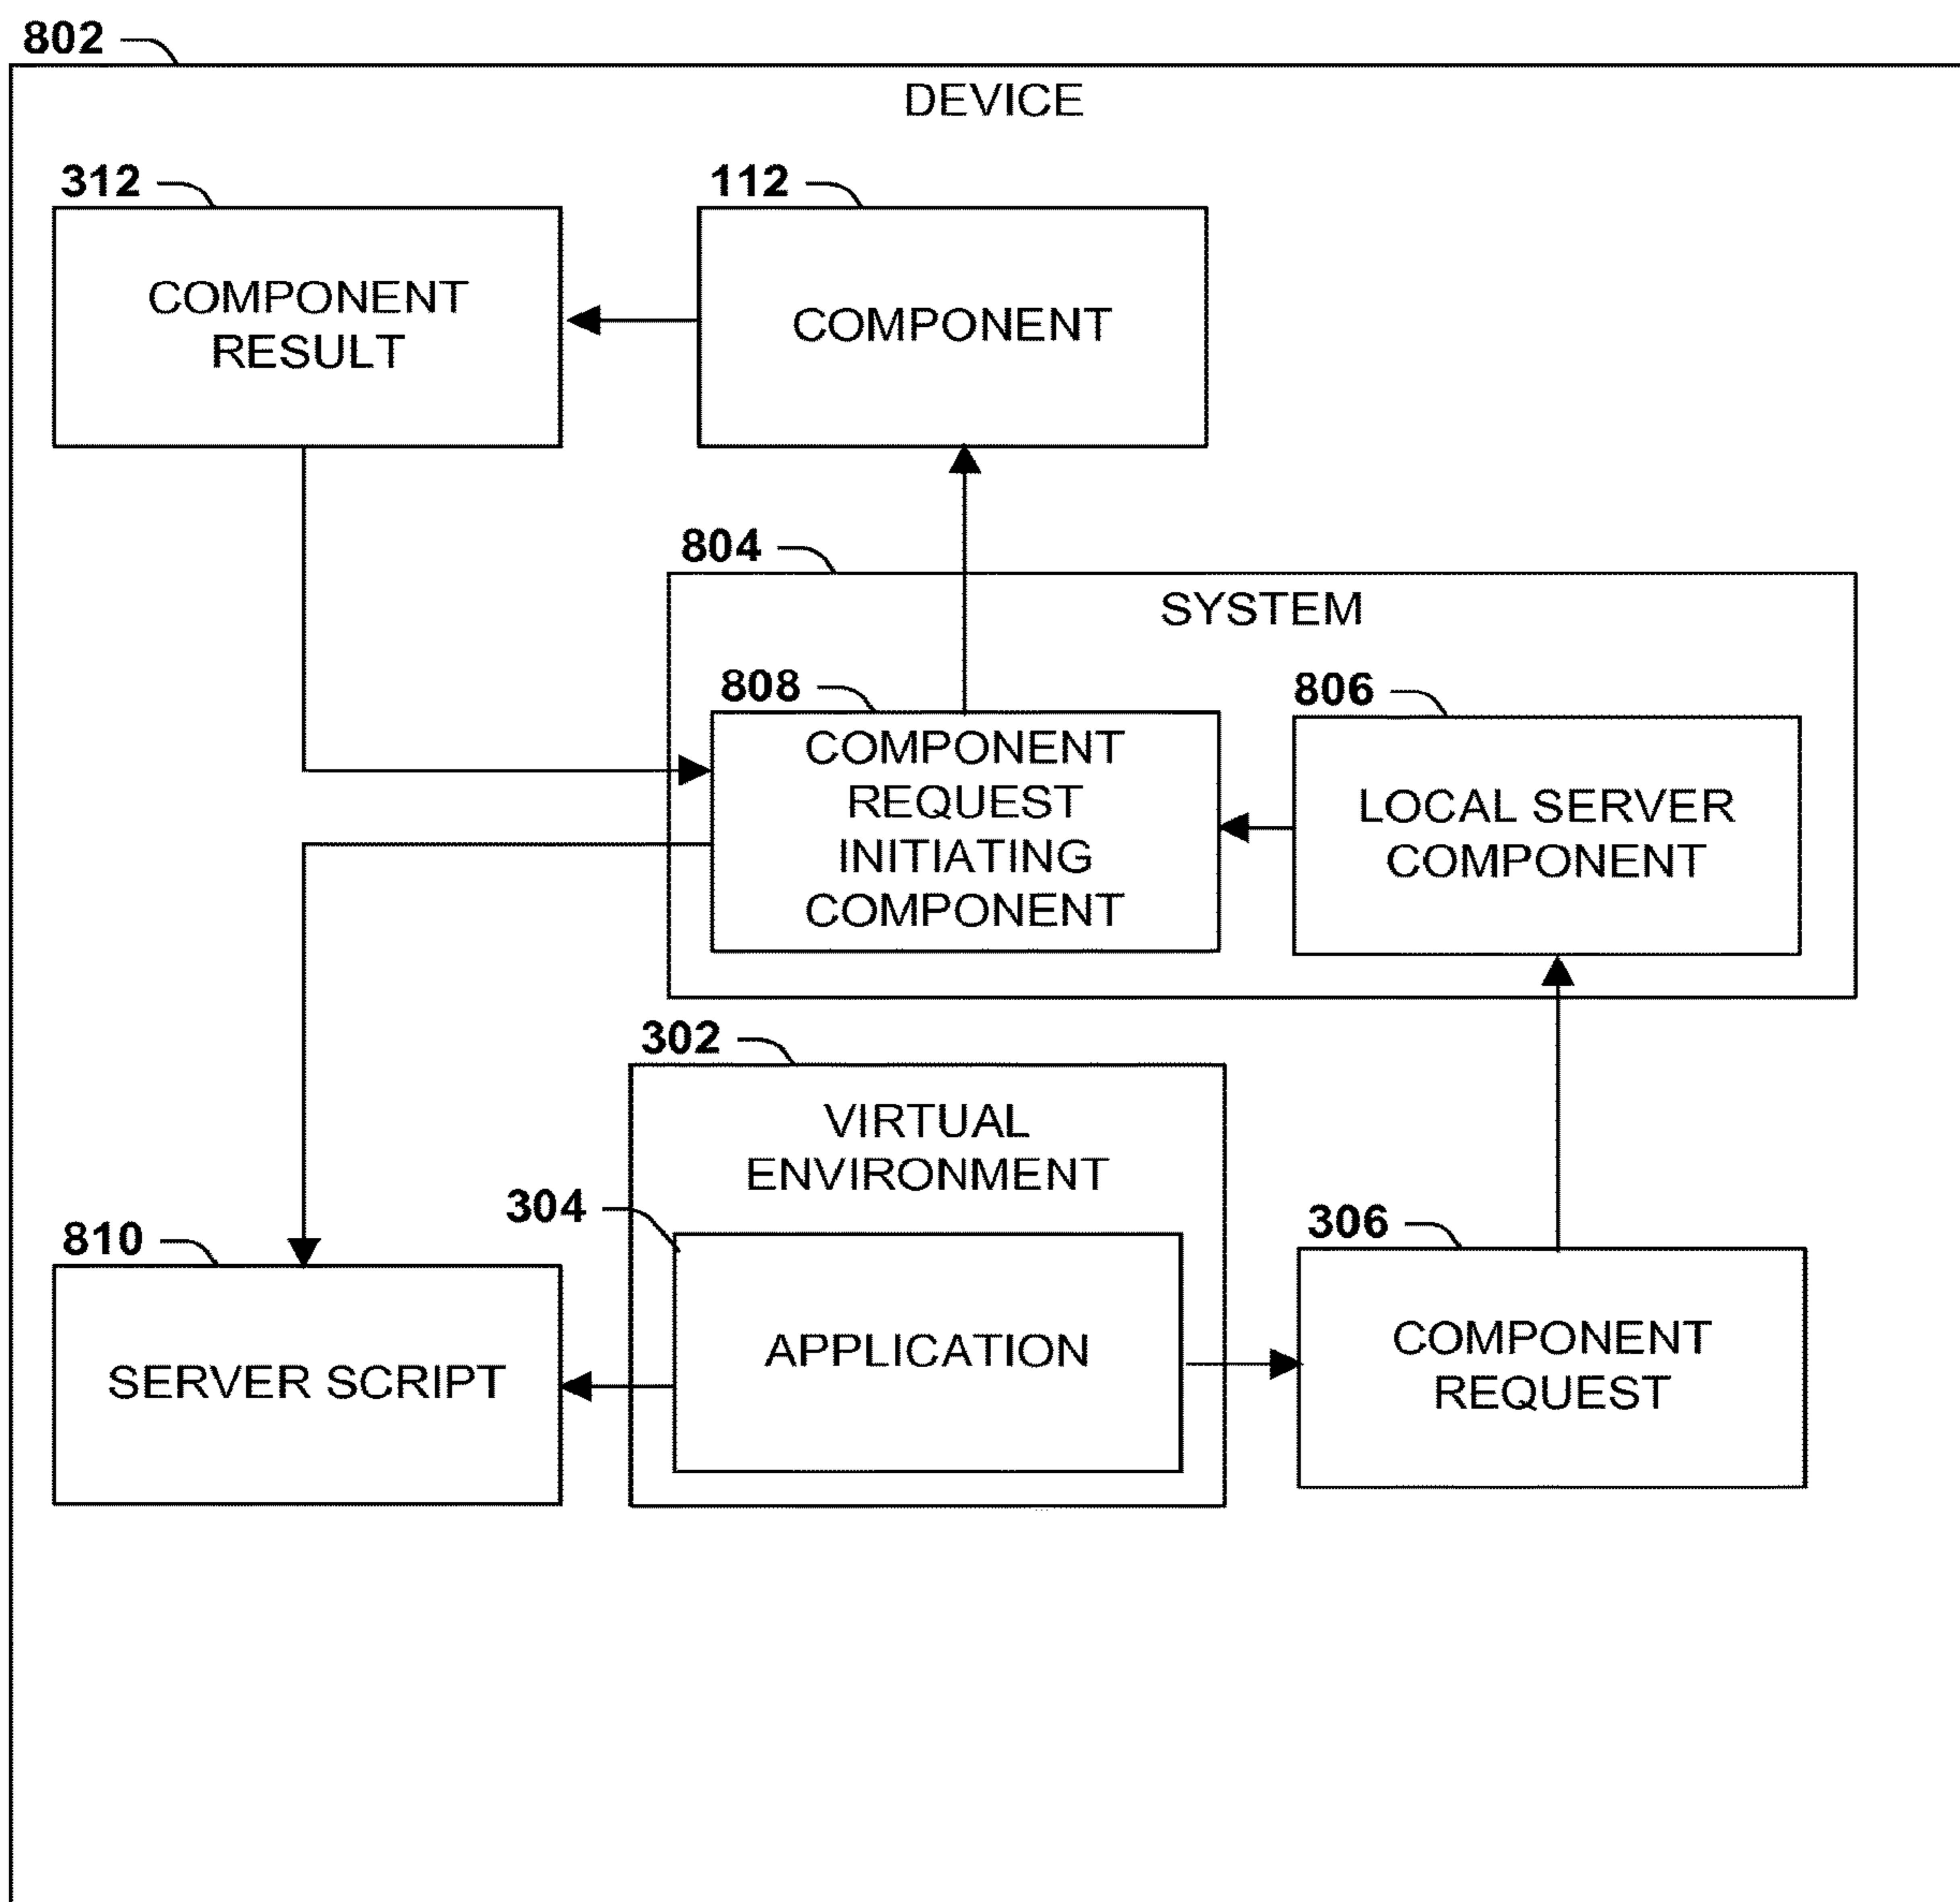 802
DEVICE
312
112
COMPONENT
RESULT
COMPONENT
804
SYSTEM
808
806
COMPONENT
REQUEST
INITIATING
COMPONENT
LOCAL SERVER
COMPONENT
302
VIRTUAL
ENVIRONMENT
304
810
306
SERVER SCRIPT
APPLICATION
COMPONENT
REQUEST